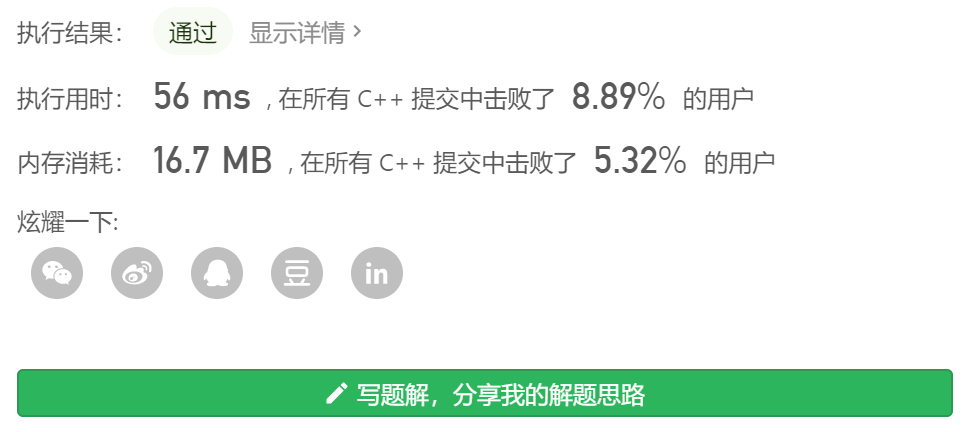 执行结果： 通过 显示详情 >
执行用时： 56 ms , 在所有 C++ 提交中击败了 8.89% 的用户
内存消耗： 16.7 MB , 在所有 C++ 提交中击败了 5.32% 的用户
炫耀一下:
豆 in
写题解，分享我的解题思路